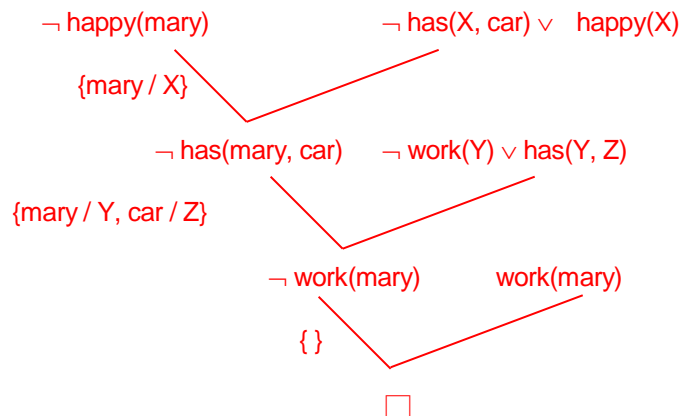 ¬ happy(mary) ¬ has(X, car) ∨ happy(X)
{mary / X}
¬ has(mary, car) ¬ work(Y) ∨ has(Y, Z)
{mary / Y, car / Z}
¬ work(mary) work(mary)
{ }